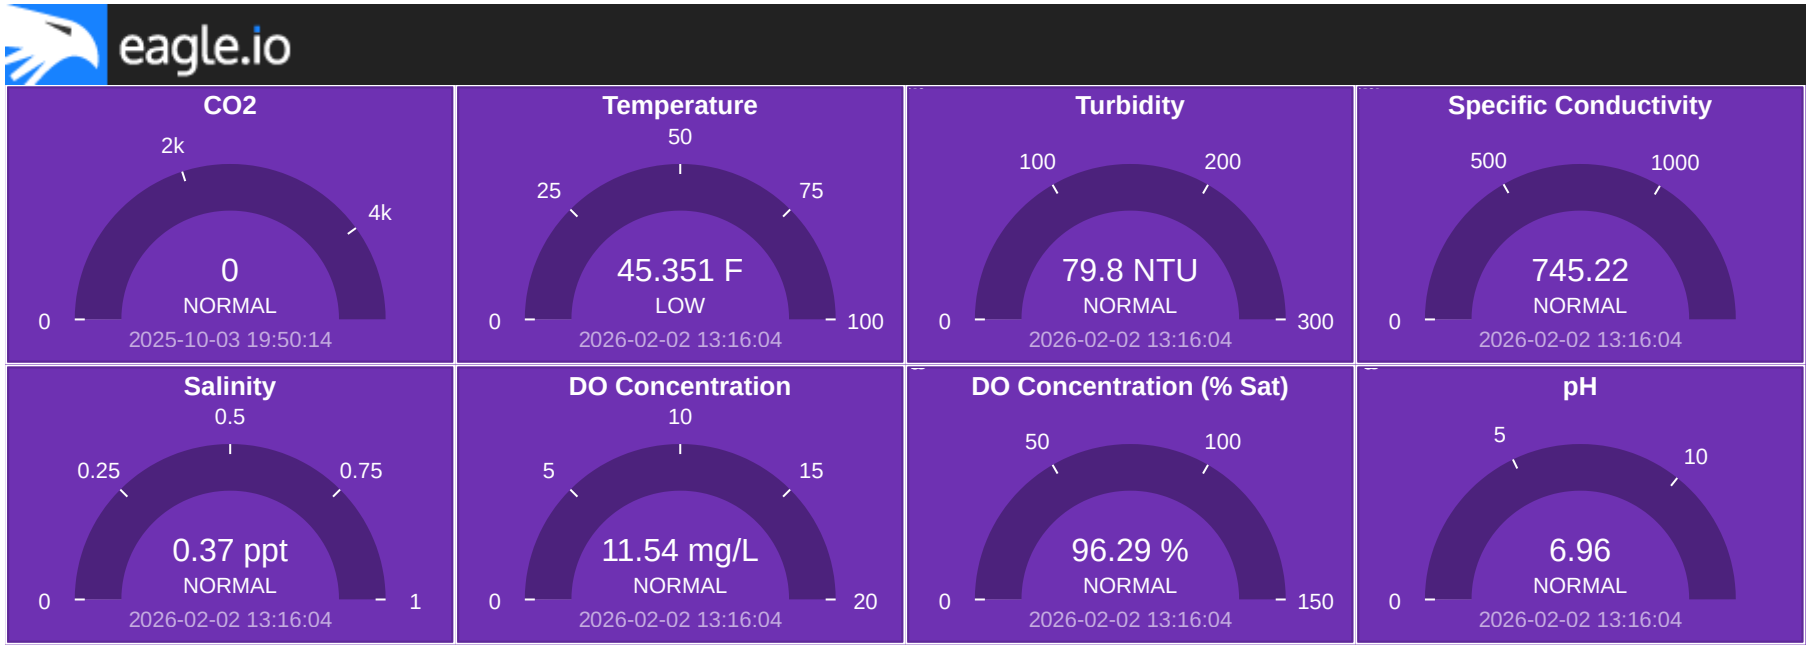 eagle.io
CO2
2k
4k
0
0
NORMAL
2025-10-03 19:50:14
Temperature
50
25
75
45.351 F
LOW
0
100
2026-02-02 13:16:04
Turbidity
100
200
79.8 NTU
NORMAL
0
300
2026-02-02 13:16:04
Specific Conductivity
500
1000
745.22
NORMAL
0
2026-02-02 13:16:04
Salinity
0.5
0.25
0.75
0.37 ppt
NORMAL
0
1
2026-02-02 13:16:04
DO Concentration
10
5
15
11.54 mg/L
NORMAL
0
20
2026-02-02 13:16:04
DO Concentration (% Sat)
50
100
96.29 %
NORMAL
0
150
2026-02-02 13:16:04
pH
5
10
6.96
NORMAL
0
2026-02-02 13:16:04